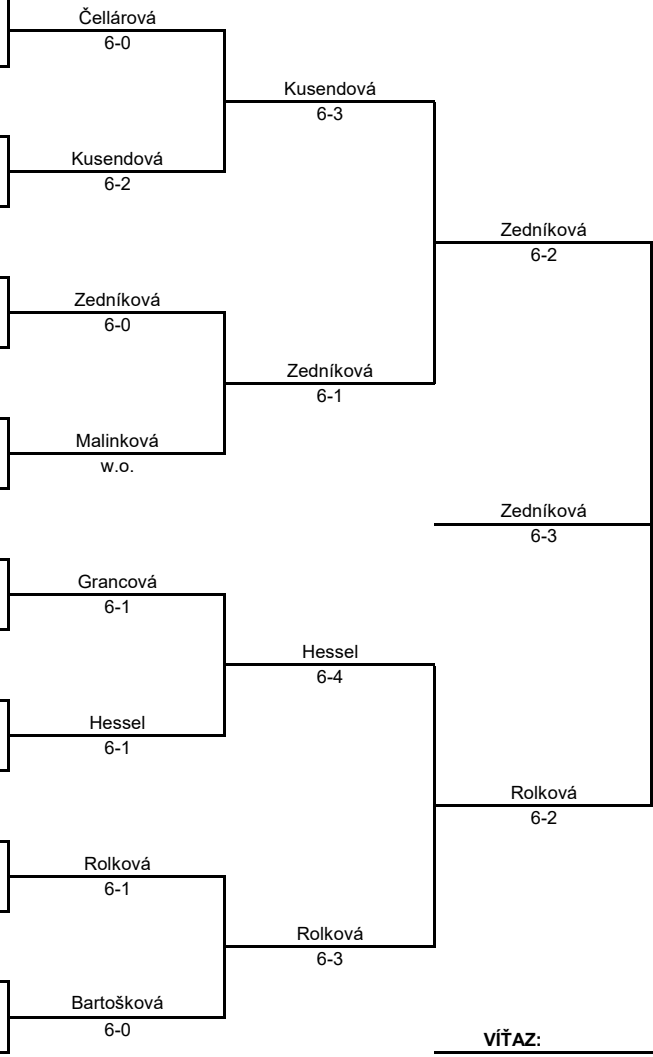 Čellárová
6-0
Kusendová
6-3
Kusendová
6-2
Zedníková
6-2
Zedníková
6-0
Zedníková
6-1
Malinková
w.o.
Zedníková
6-3
Grancová
6-1
Hessel
6-4
Hessel
6-1
Rolková
6-2
Rolková
6-1
Rolková
6-3
Bartošková
6-0
VÍŤAZ: